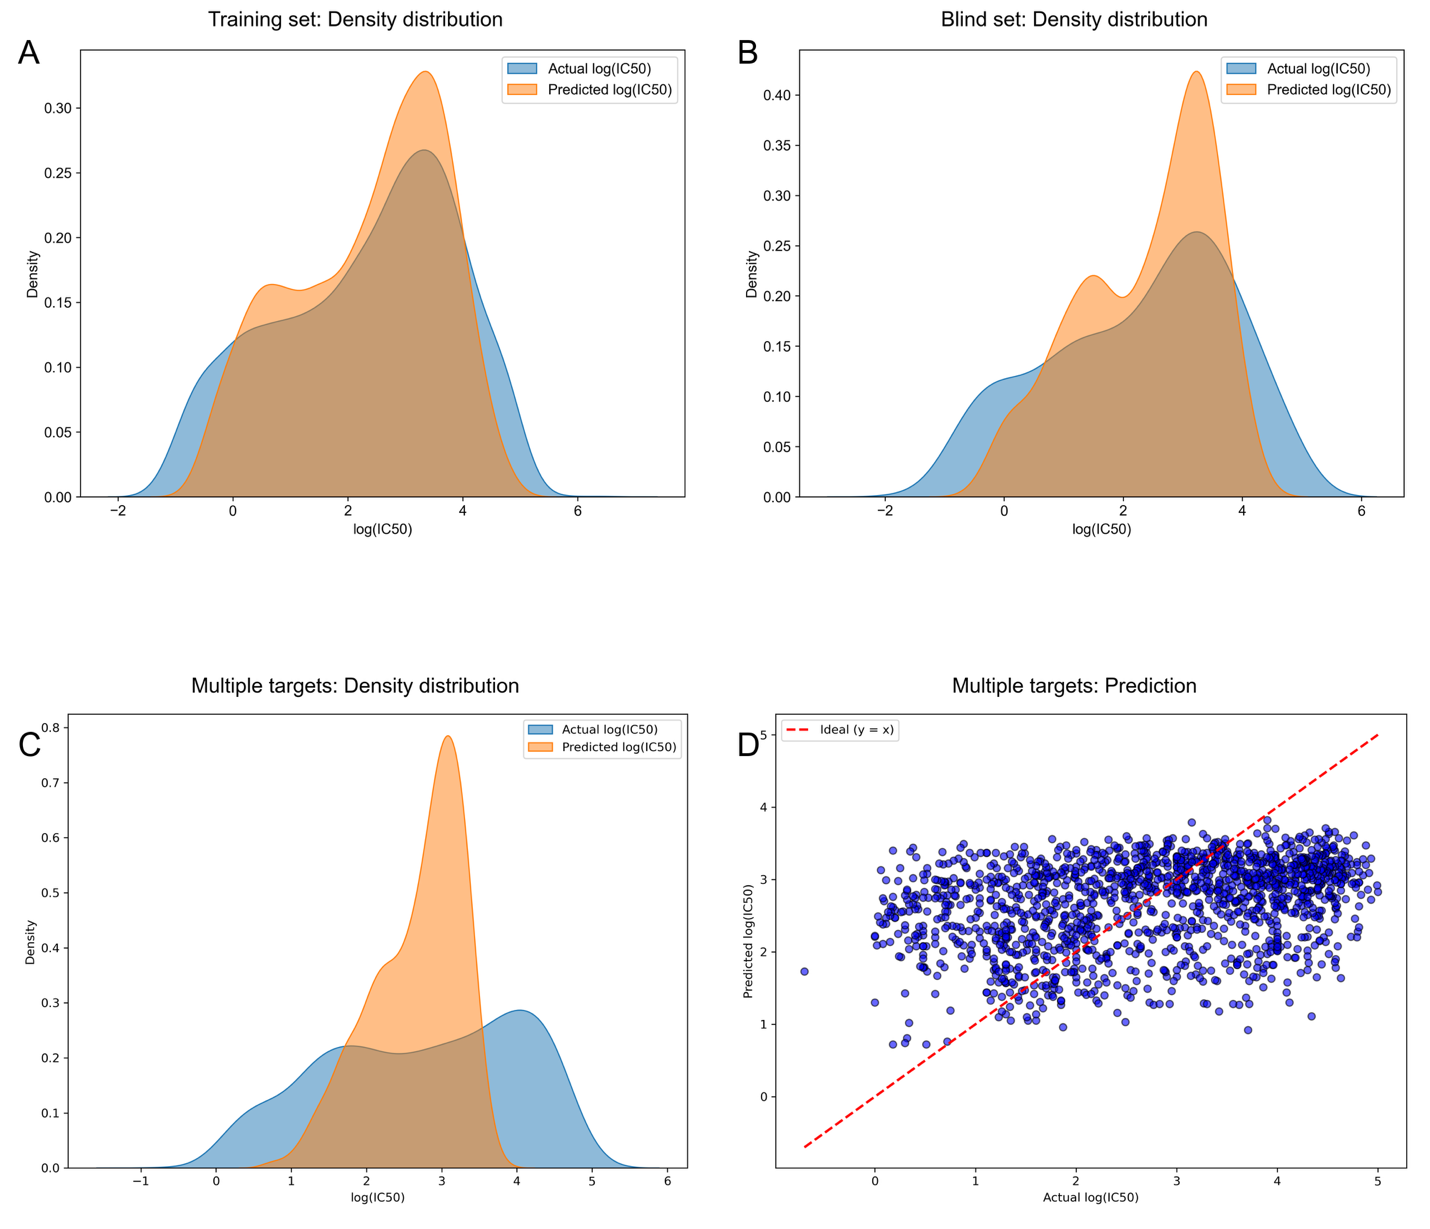 Training set: Density distribution
A
Actual log(IC50)
Predicted log(IC50)
0.30
0.25
0.20
0.15
0.10
0.05
0.00
Density
−2
0
2
4
6
log(IC50)
Blind set: Density distribution
B
Actual log(IC50)
Predicted log(IC50)
0.40
0.35
0.30
0.25
0.20
0.15
0.10
0.05
0.00
Density
−2
0
2
4
6
log(IC50)
Multiple targets: Density distribution
C
Actual log(IC50)
Predicted log(IC50)
0.8
0.7
0.6
0.5
0.4
0.3
0.2
0.1
0.0
Density
−1
0
1
2
3
4
5
6
log(IC50)
Multiple targets: Prediction
D
Ideal (y = x)
5
4
3
2
1
0
Predicted log(IC50)
0
1
2
3
4
5
Actual log(IC50)